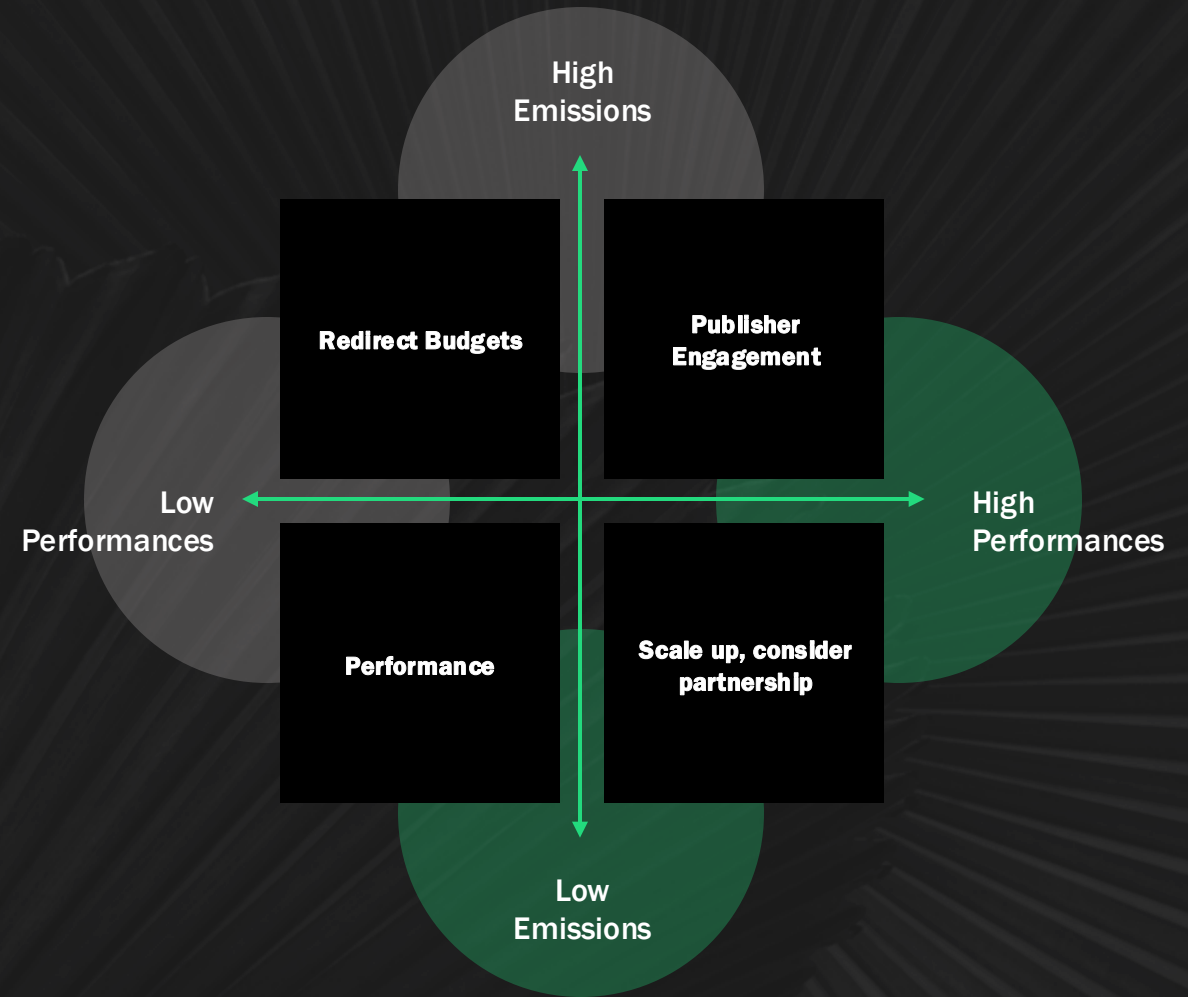 High
Emissions
Redirect Budgets
Publisher
Engagement
Low
Performances
High
Performances
Performance
Scale up, consider
partnership
Low
Emissions